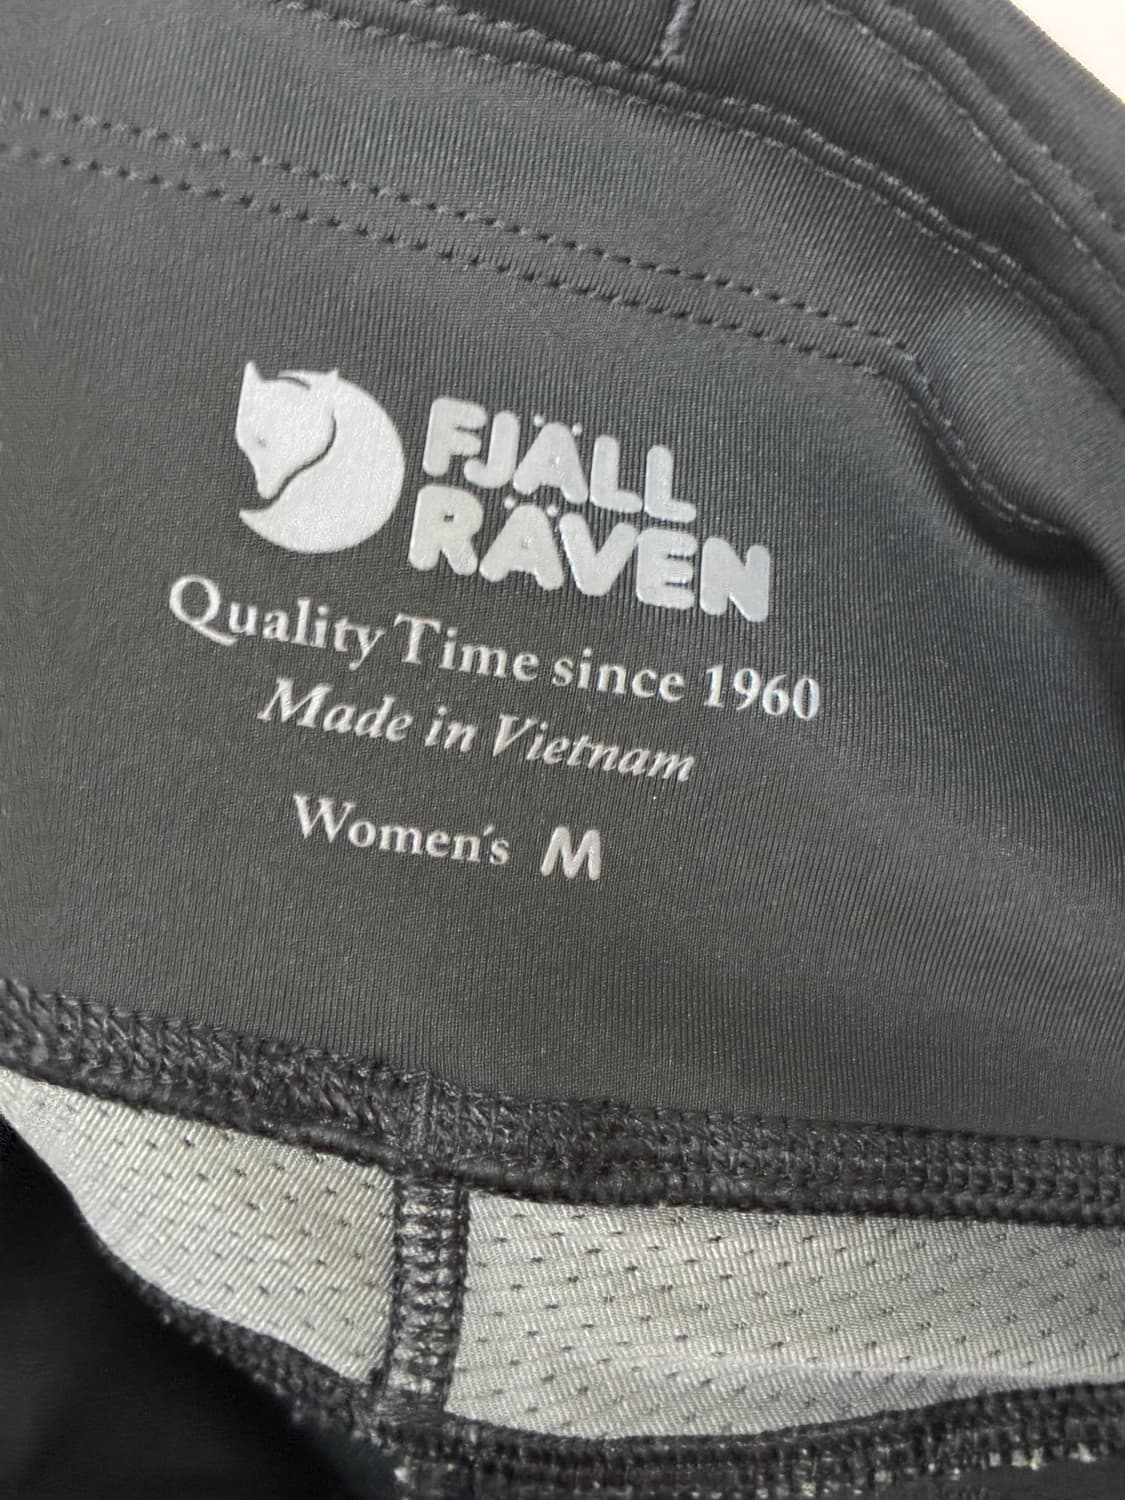 FJÄLL
RÄVEN
Quality Time since 1960
Made in Vietnam
Women's M